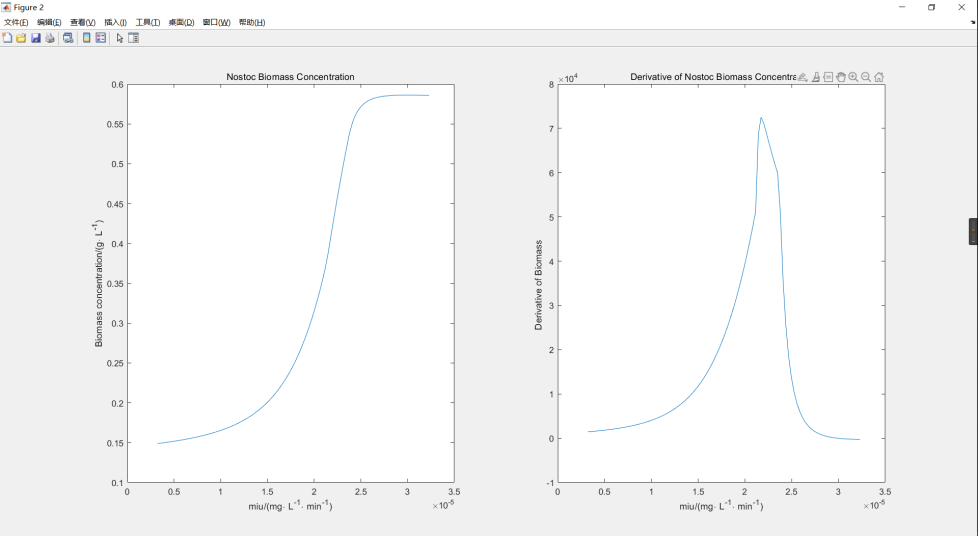 Figure 2
文件(F) 编辑(E) 查看(V) 插入(I) 工具(T) 桌面(D) 窗口(W) 帮助(H)
Nostoc Biomass Concentration
Biomass concentration/(g· L⁻¹)
0.6
0.55
0.5
0.45
0.4
0.35
0.3
0.25
0.2
0.15
0.1
0 0.5 1 1.5 2 2.5 3 3.5
×10⁻⁵
miu/(mg· L⁻¹· min⁻¹)
Derivative of Nostoc Biomass Concentra
×10⁴
Derivative of Biomass
8
7
6
5
4
3
2
1
0
-1
0 0.5 1 1.5 2 2.5 3 3.5
×10⁻⁵
miu/(mg· L⁻¹· min⁻¹)